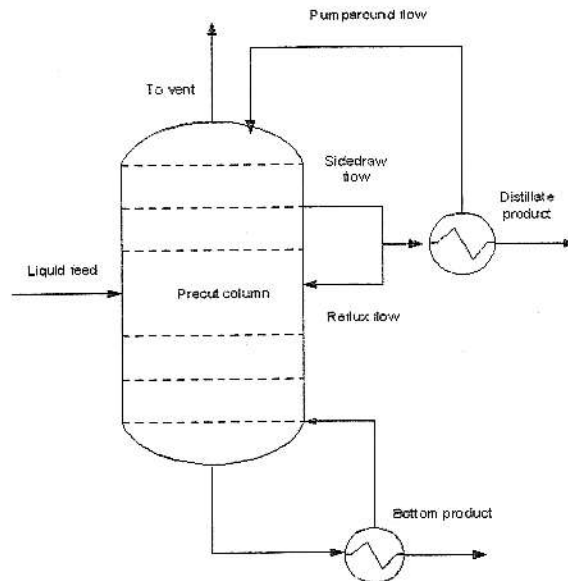 Pumparound flow
To vent
Sidedraw
flow
Distillate
product
Liquid feed
Precut column
Reflux flow
Bottom product